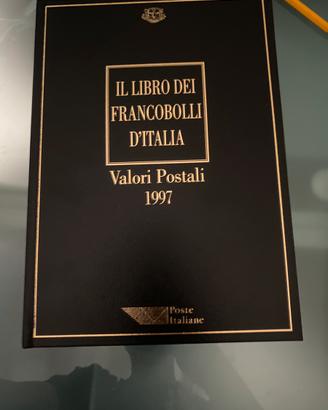 IL LIBRO DEI
FRANCOBOLLI
D'ITALIA
Valori Postali
1997
Poste
Italiane